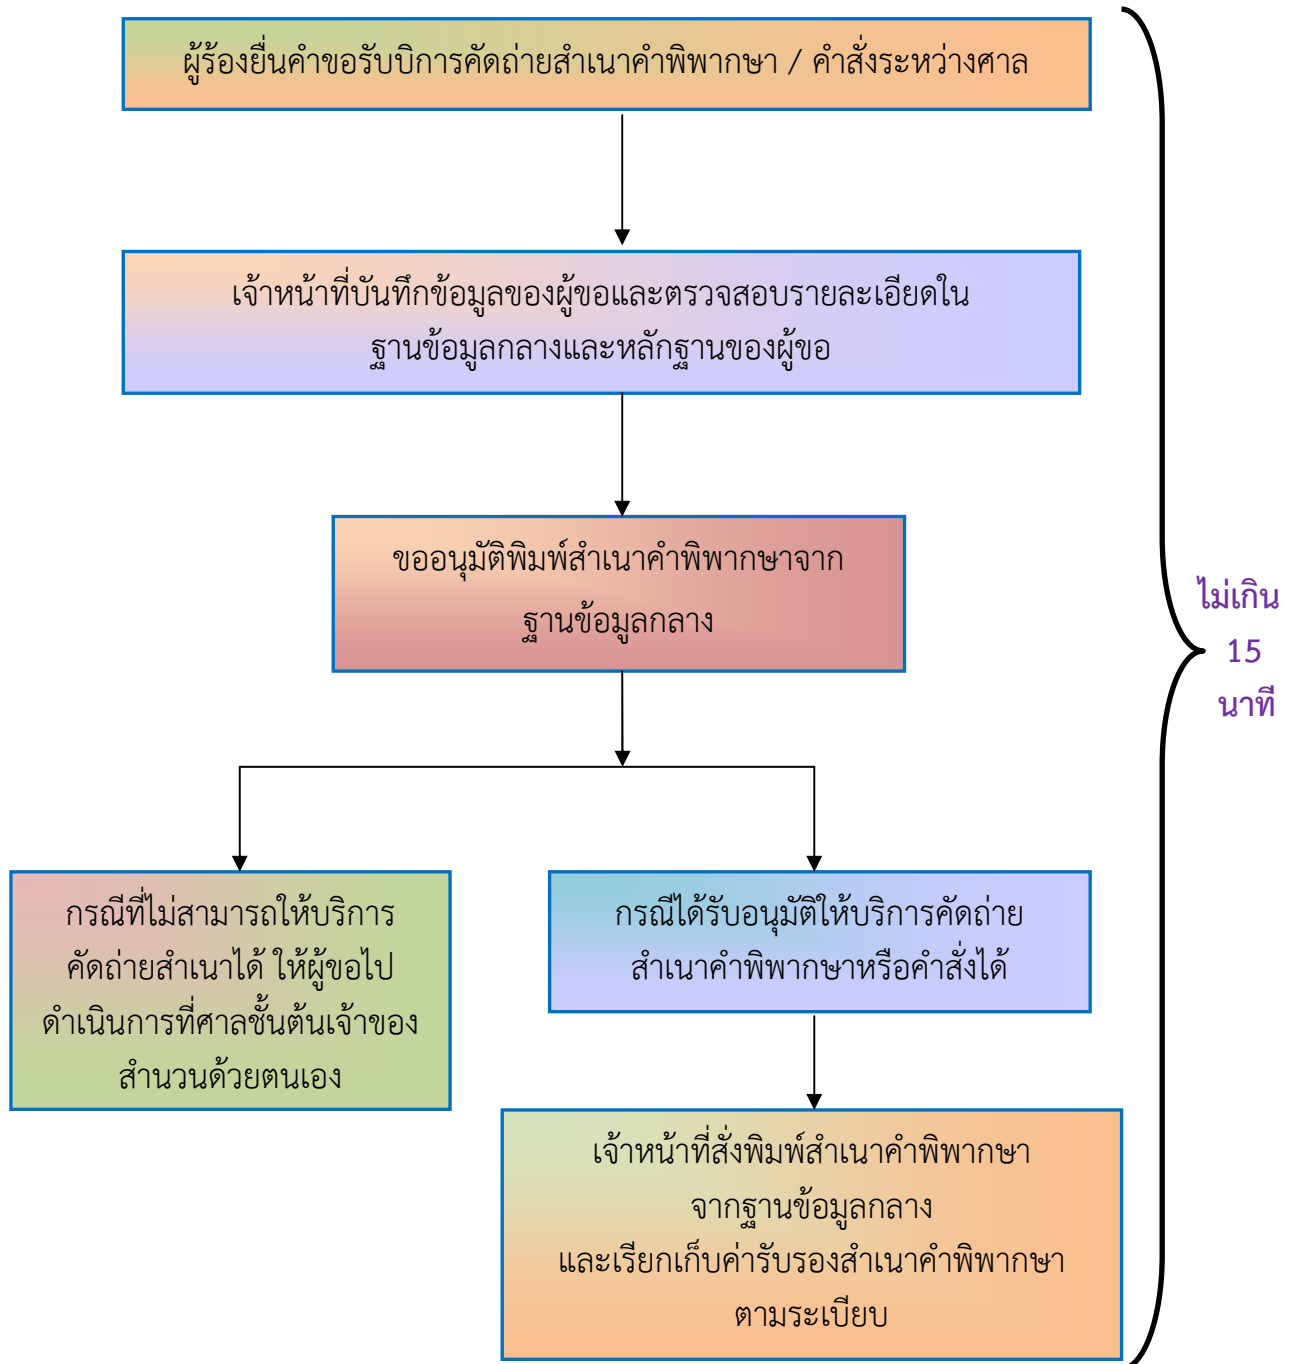 ผู้ร้องยื่นคำขอรับบิการคัดถ่ายสำเนาคำพิพากษา / คำสั่งระหว่างศาล
เจ้าหน้าที่บันทึกข้อมูลของผู้ขอและตรวจสอบรายละเอียดใน
ฐานข้อมูลกลางและหลักฐานของผู้ขอ
ขออนุมัติพิมพ์สำเนาคำพิพากษาจาก
ฐานข้อมูลกลาง
ไม่เกิน
15
นาที
กรณีที่ไม่สามารถให้บริการ
คัดถ่ายสำเนาได้ ให้ผู้ขอไป
ดำเนินการที่ศาลชั้นต้นเจ้าของ
สำนวนด้วยตนเอง
กรณีได้รับอนุมัติให้บริการคัดถ่าย
สำเนาคำพิพากษาหรือคำสั่งได้
เจ้าหน้าที่สั่งพิมพ์สำเนาคำพิพากษา
จากฐานข้อมูลกลาง
และเรียกเก็บค่ารับรองสำเนาคำพิพากษา
ตามระเบียบ